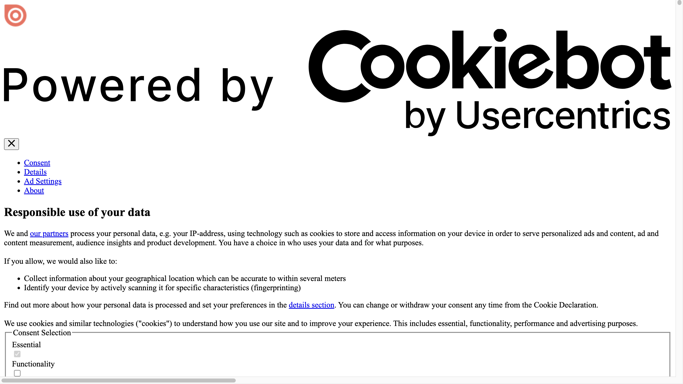 Powered by
Cookiebot
by Usercentrics
Consent
Details
Ad Settings
About
Responsible use of your data
We and our partners process your personal data, e.g. your IP-address, using technology such as cookies to store and access information on your device in order to serve personalized ads and content, ad and
content measurement, audience insights and product development. You have a choice in who uses your data and for what purposes.
If you allow, we would also like to:
Collect information about your geographical location which can be accurate to within several meters
Identify your device by actively scanning it for specific characteristics (fingerprinting)
Find out more about how your personal data is processed and set your preferences in the details section. You can change or withdraw your consent any time from the Cookie Declaration.
We use cookies and similar technologies ("cookies") to understand how you use our site and to improve your experience. This includes essential, functionality, performance and advertising purposes.
Consent Selection
Essential
Functionality